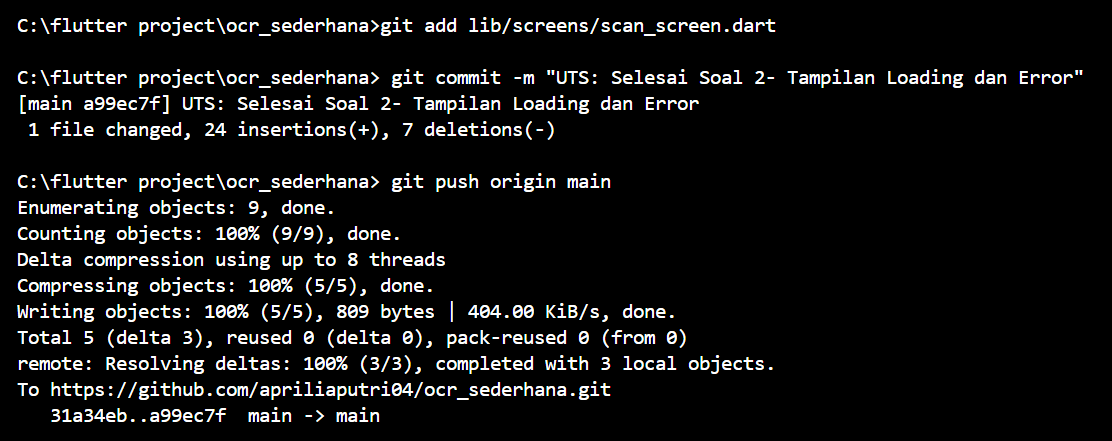 C:\flutter project\ocr_sederhana>git add lib/screens/scan_screen.dart
C:\flutter project\ocr_sederhana> git commit -m "UTS: Selesai Soal 2- Tampilan Loading dan Error"
[main a99ec7f] UTS: Selesai Soal 2- Tampilan Loading dan Error
1 file changed, 24 insertions(+), 7 deletions(-)
C:\flutter project\ocr_sederhana> git push origin main
Enumerating objects: 9, done.
Counting objects: 100% (9/9), done.
Delta compression using up to 8 threads
Compressing objects: 100% (5/5), done.
Writing objects: 100% (5/5), 809 bytes | 404.00 KiB/s, done.
Total 5 (delta 3), reused 0 (delta 0), pack-reused 0 (from 0)
remote: Resolving deltas: 100% (3/3), completed with 3 local objects.
To https://github.com/apriliaputri04/ocr_sederhana.git
31a34eb..a99ec7f  main -> main